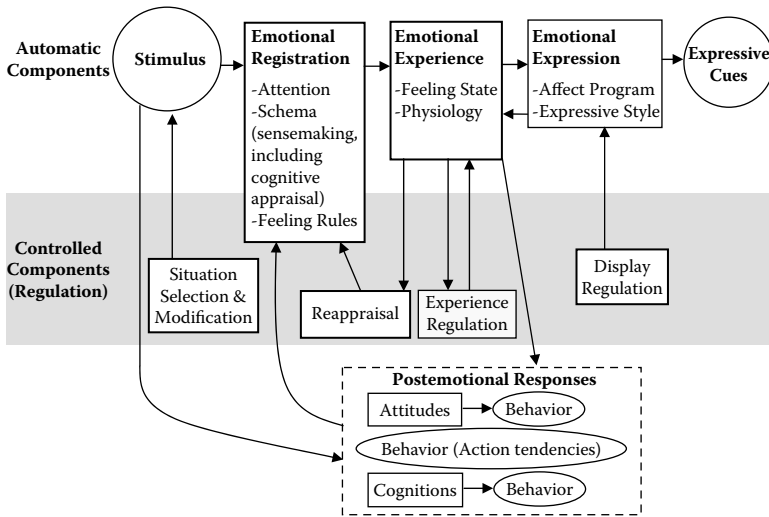 Automatic
Components
Stimulus
Emotional
Registration
-Attention
-Schema
(sensemaking,
including
cognitive
appraisal)
-Feeling Rules
Emotional
Experience
-Feeling State
-Physiology
Emotional
Expression
-Affect Program
-Expressive Style
Expressive
Cues
Controlled
Components
(Regulation)
Situation
Selection &
Modification
Reappraisal
Experience
Regulation
Display
Regulation
Postemotional Responses
Attitudes
Behavior
Behavior (Action tendencies)
Cognitions
Behavior